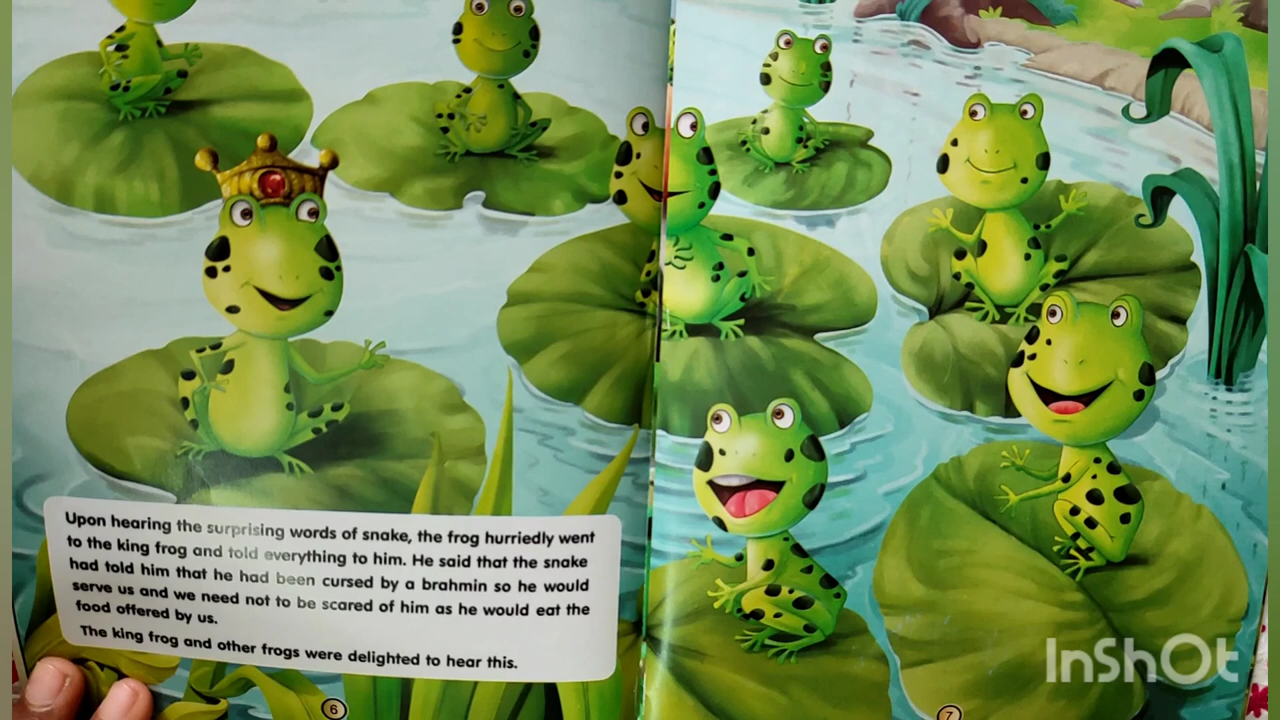 Upon hearing the surprising words of snake, the frog hurriedly went
to the king frog and told everything to him. He said that the snake
had told him that he had been cursed by a brahmin so he would
serve us and we need not to be scared of him as he would eat the
food offered by us.
The king frog and other frogs were delighted to hear this.
6
7
InShOt